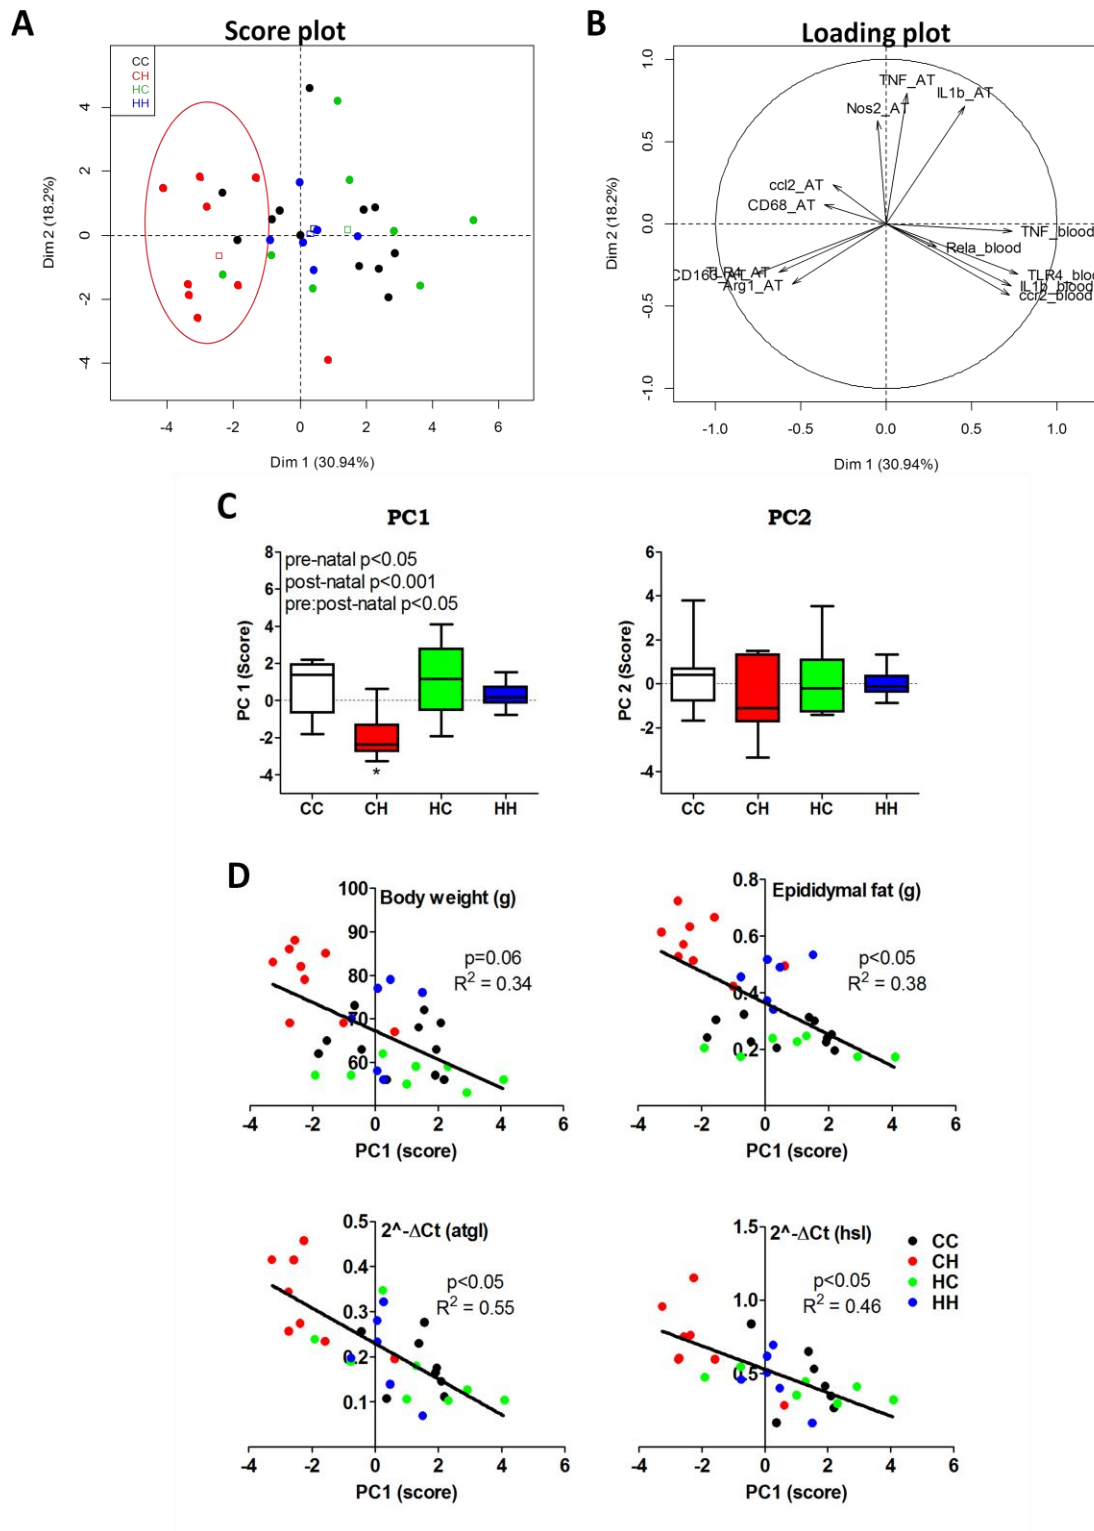 A
Score plot
CC
CH
HC
HH
4
2
0
-2
-4
Dim 2 (18.2%)
-4 -2 0 2 4 6
Dim 1 (30.94%)
B
Loading plot
1.0
0.5
0.0
-0.5
-1.0
Dim 2 (18.2%)
TNF_AT
IL1b_AT
Nos2_AT
ccl2_AT
CD68_AT
TNF_blood
Rela_blood
TLR4_AT
TLR4_bloo
Arg1_AT
IL1b_blood
ccr2_blood
-1.0 -0.5 0.0 0.5 1.0
Dim 1 (30.94%)
C
PC1
8
6
4
2
0
-2
-4
PC 1 (Score)
pre-natal p<0.05
post-natal p<0.001
pre:post-natal p<0.05
*
CC CH HC HH
PC2
6
4
2
0
-2
-4
PC 2 (Score)
CC CH HC HH
D
Body weight (g)
100
90
80
70
60
p=0.06
R² = 0.34
-4 -2 0 2 4 6
PC1 (score)
Epididymal fat (g)
0.8
0.6
0.4
0.2
p<0.05
R² = 0.38
-4 -2 0 2 4 6
PC1 (score)
2^-ΔCt (atgl)
0.5
0.4
0.3
0.2
0.1
p<0.05
R² = 0.55
-4 -2 0 2 4 6
PC1 (score)
2^-ΔCt (hsl)
1.5
1.0
0.5
p<0.05
R² = 0.46
CC
CH
HC
HH
-4 -2 0 2 4 6
PC1 (score)